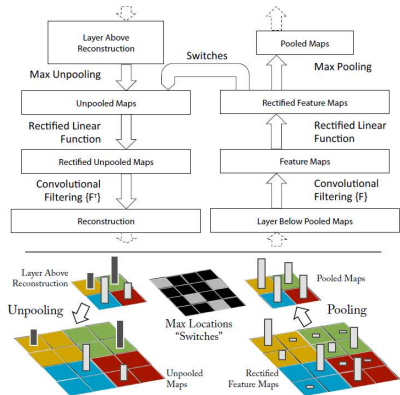 Layer Above
Reconstruction
Pooled Maps
Switches
Max Unpooling
Max Pooling
Unpooled Maps
Rectified Feature Maps
Rectified Linear
Function
Rectified Linear
Function
Rectified Unpooled Maps
Feature Maps
Convolutional
Filtering {Fᵀ}
Convolutional
Filtering {F}
Reconstruction
Layer Below Pooled Maps
Layer Above
Reconstruction
Pooled Maps
Unpooling
Max Locations
“Switches”
Pooling
Unpooled
Maps
Rectified
Feature Maps